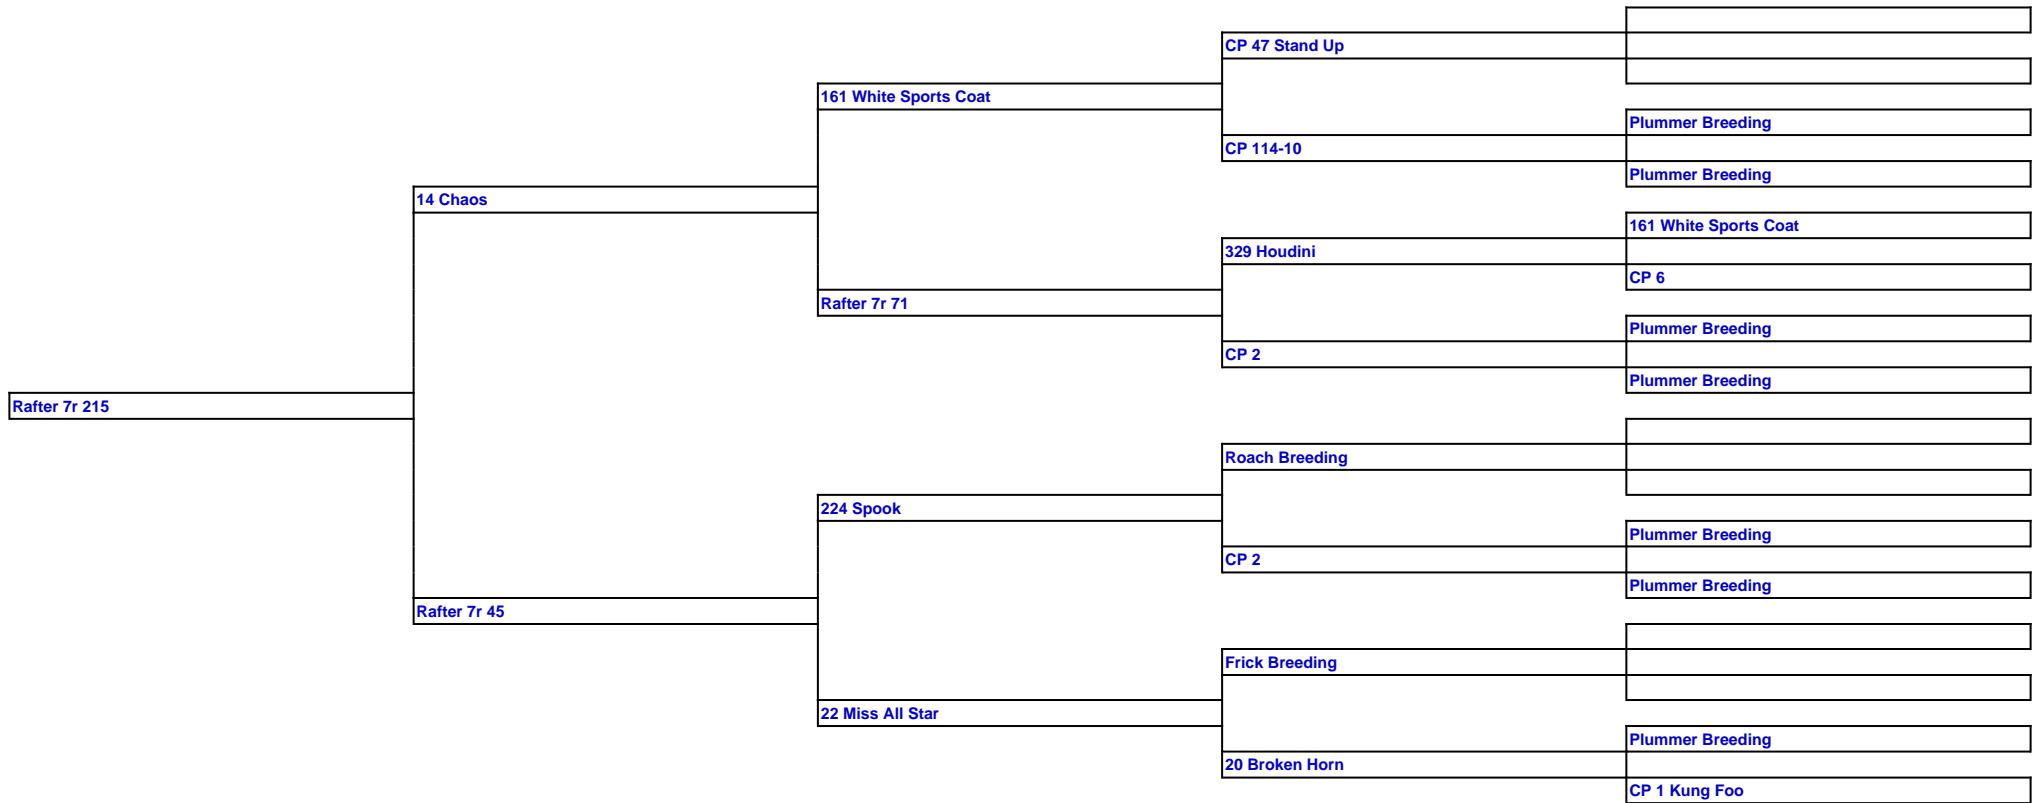 CP 47 Stand Up
161 White Sports Coat
Plummer Breeding
CP 114-10
Plummer Breeding
14 Chaos
161 White Sports Coat
329 Houdini
CP 6
Rafter 7r 71
Plummer Breeding
CP 2
Plummer Breeding
Rafter 7r 215
Roach Breeding
224 Spook
Plummer Breeding
CP 2
Plummer Breeding
Rafter 7r 45
Frick Breeding
22 Miss All Star
Plummer Breeding
20 Broken Horn
CP 1 Kung Foo